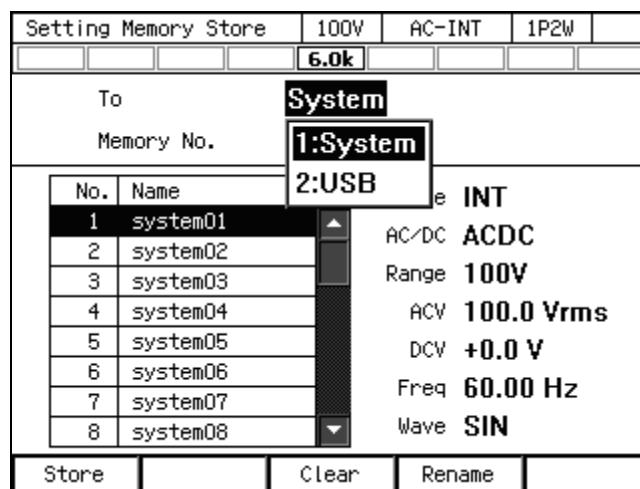 Setting Memory Store 100V AC-INT 1P2W
6.0k
To System
Memory No.
1:System
2:USB
No. Name
1 system01
2 system02
3 system03
4 system04
5 system05
6 system06
7 system07
8 system08
e INT
AC/DC ACDC
Range 100V
ACV 100.0 Vrms
DCV +0.0 V
Freq 60.00 Hz
Wave SIN
Store Clear Rename